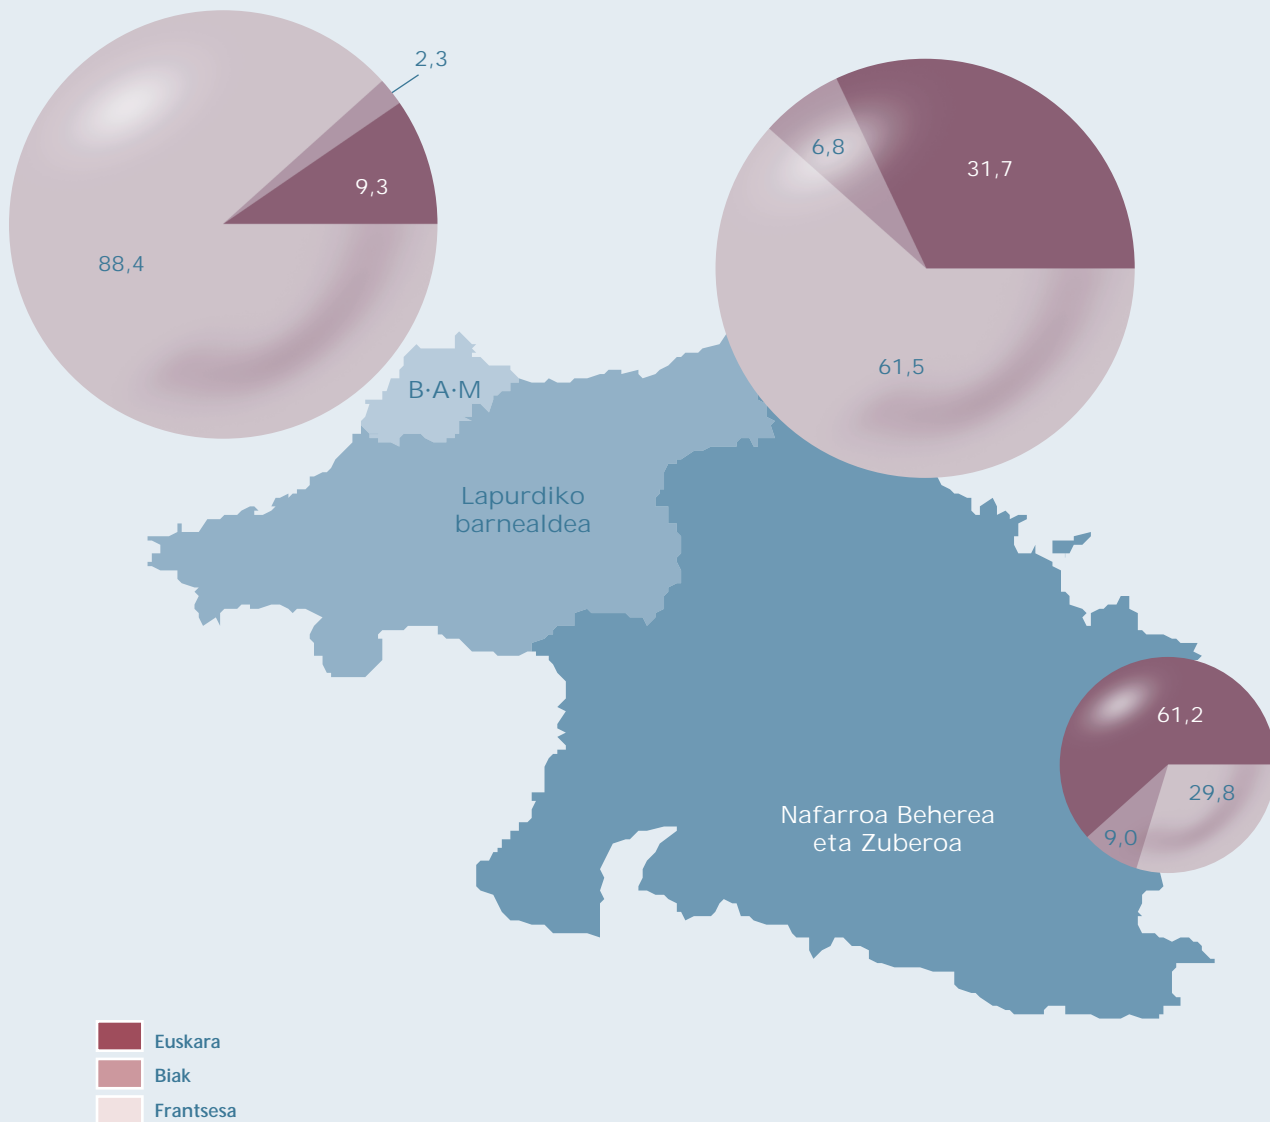 2,3
9,3
88,4
6,8
31,7
61,5
B·A·M
Lapurdiko
barnealdea
61,2
29,8
9,0
Nafarroa Beherea
eta Zuberoa
Euskara
Biak
Frantsesa